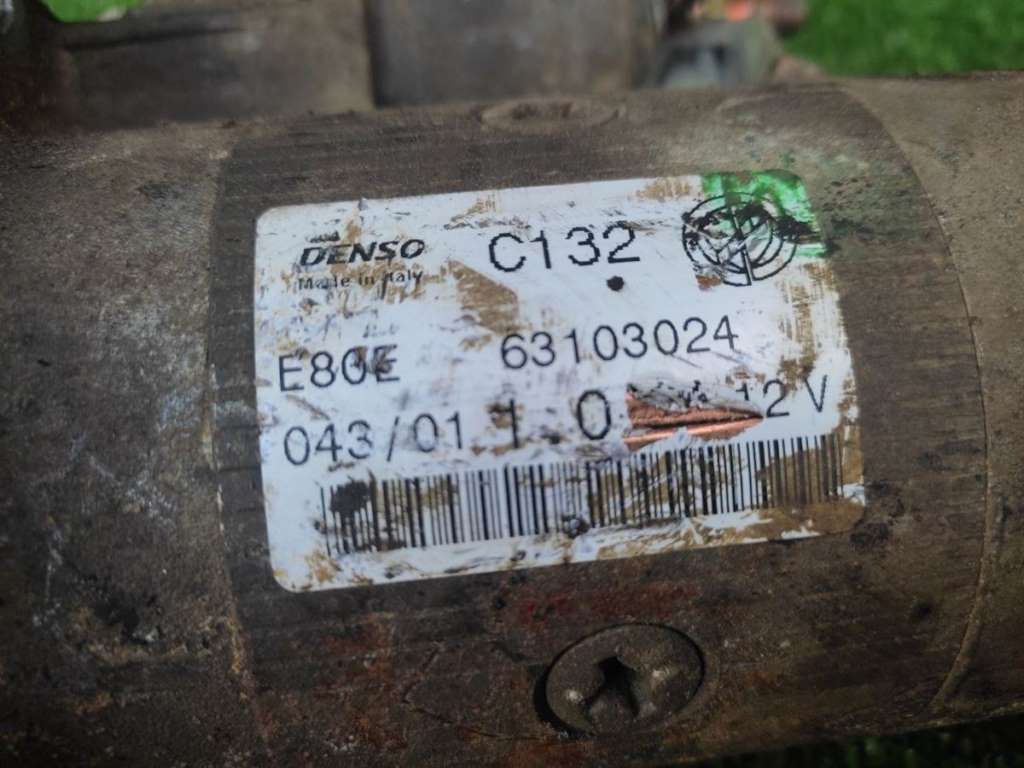 DENSO C132
Made in Italy
E80E 63103024
043/01 1.0 12V